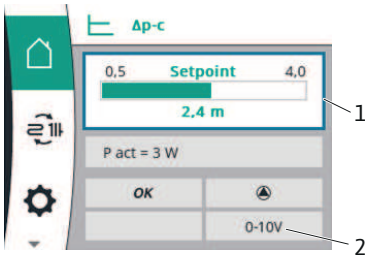 Δp-c
0,5 Setpoint 4,0
2,4 m
1
P act = 3 W
OK
0-10V
2